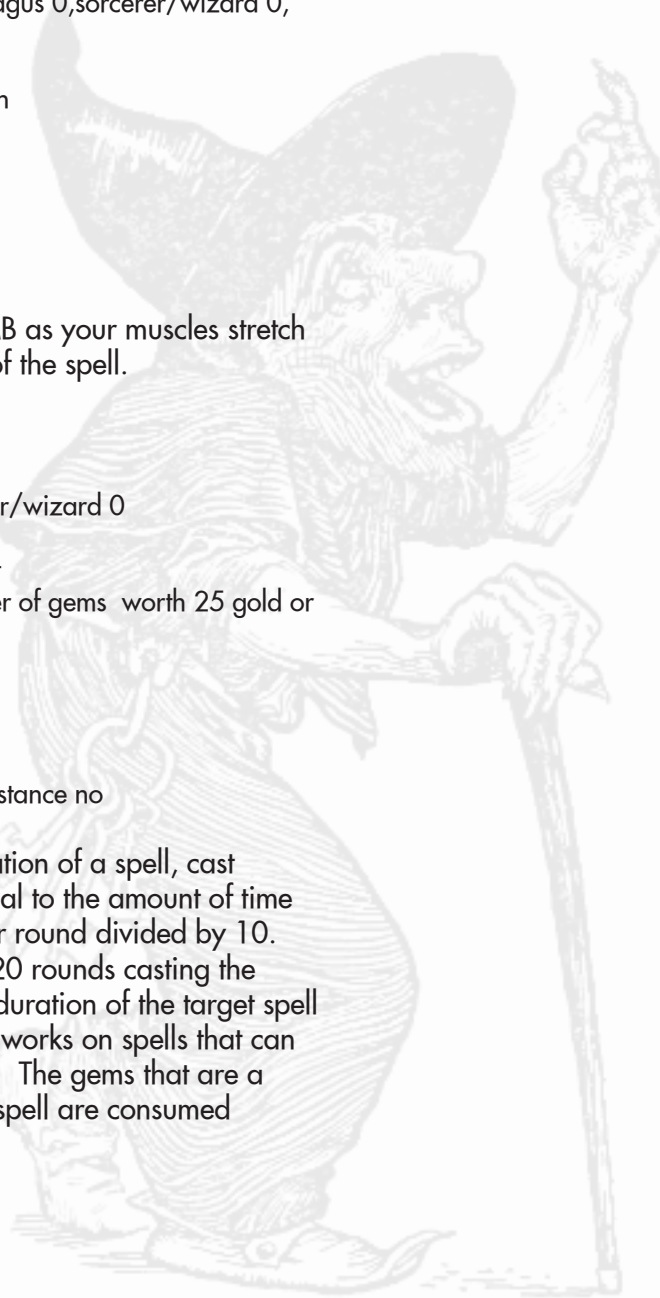 agus 0,sorcerer/wizard 0,
B as your muscles stretch
of the spell.
r/wizard 0
er of gems  worth 25 gold or
stance no
ation of a spell, cast
al to the amount of time
r round divided by 10.
20 rounds casting the
duration of the target spell
works on spells that can
The gems that are a
spell are consumed